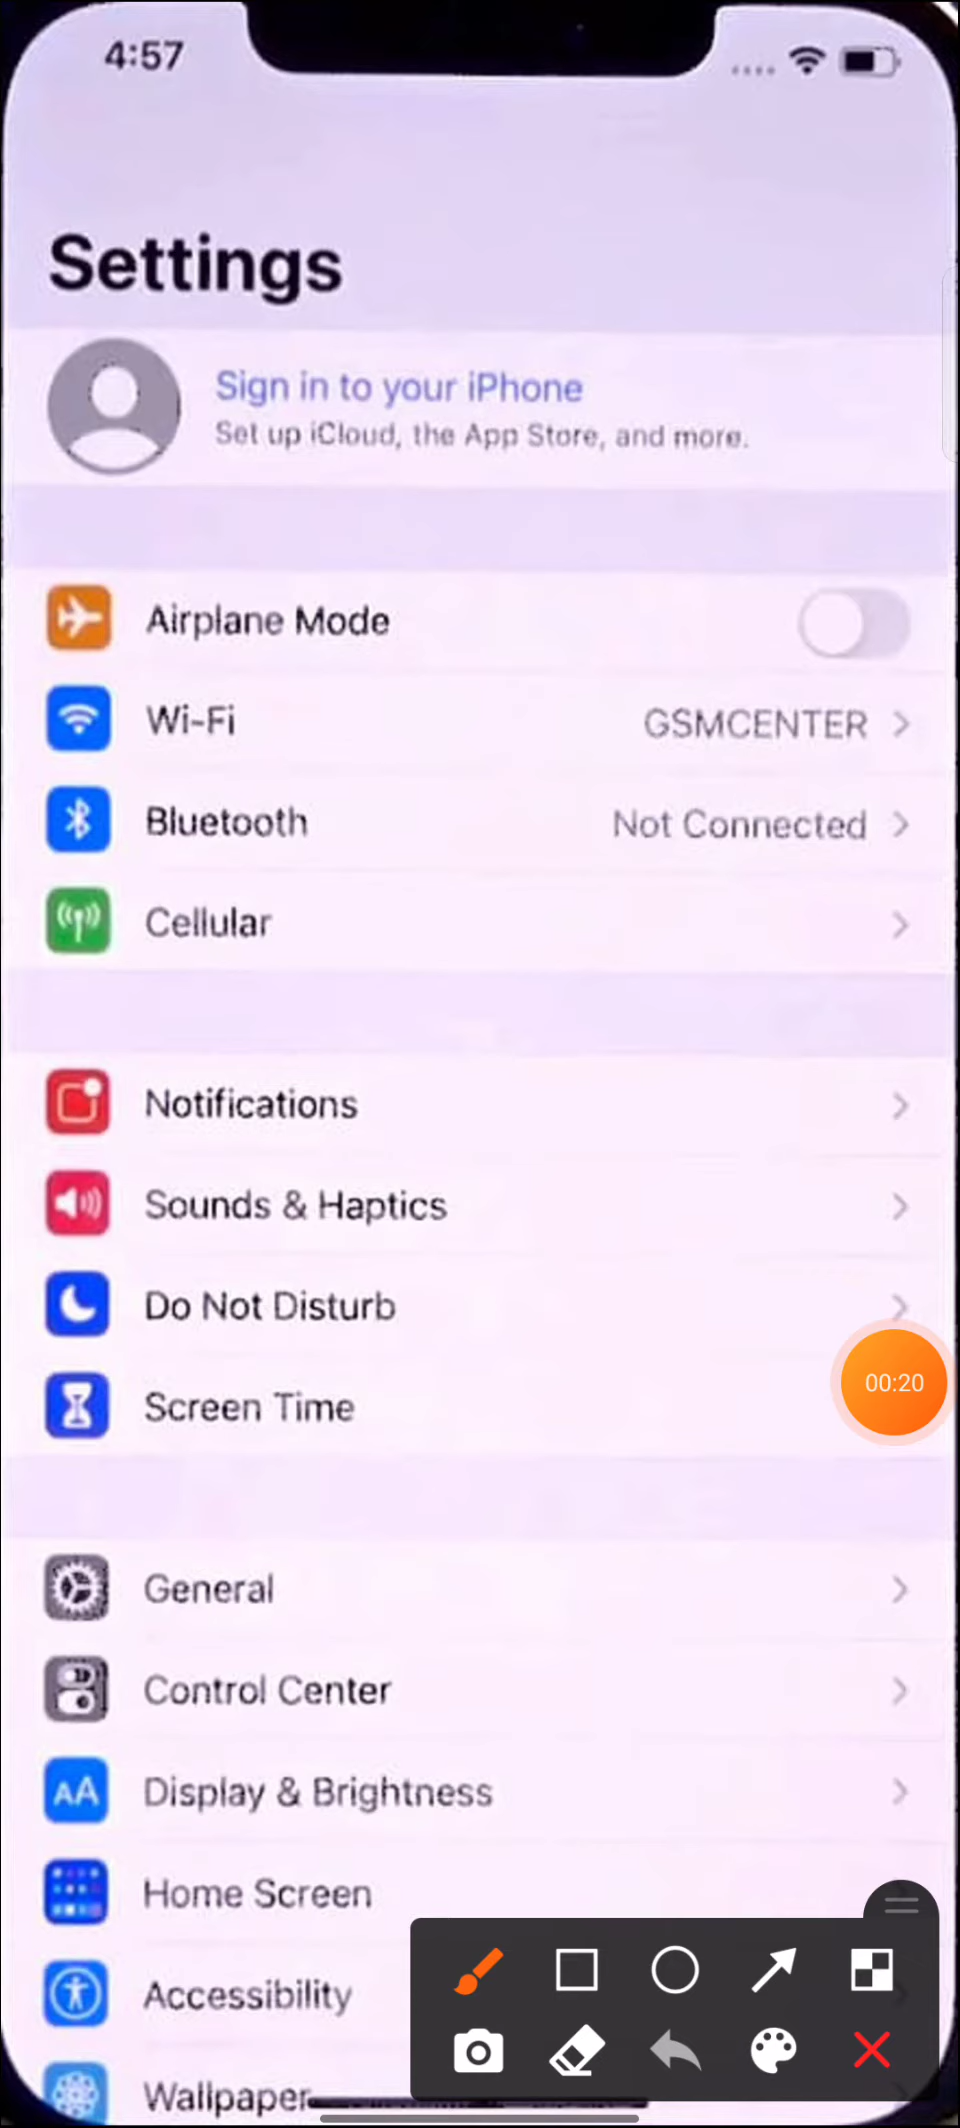 4:57
Settings
Sign in to your iPhone
Set up iCloud, the App Store, and more.
Airplane Mode
Wi-Fi GSMCENTER
Bluetooth Not Connected
Cellular
Notifications
Sounds & Haptics
Do Not Disturb
00:20
Screen Time
General
Control Center
AA Display & Brightness
Home Screen
Accessibility
Wallpaper